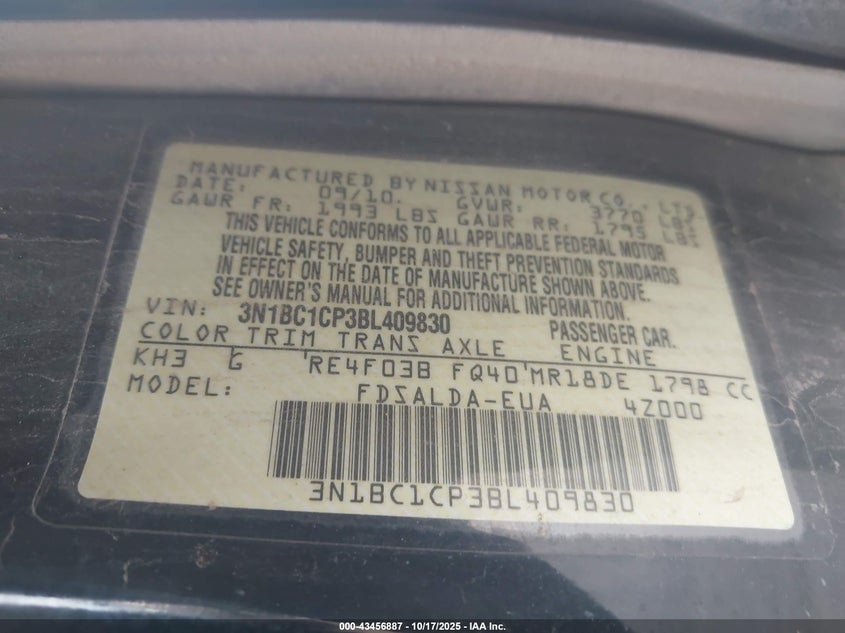 MANUFACTURED BY NISSAN MOTOR CO., LTD
DATE: 09/10. GVWR: 3770 LBS
GAWR FR: 1993 LBS GAWR RR: 1795 LBS
THIS VEHICLE CONFORMS TO ALL APPLICABLE FEDERAL MOTOR
VEHICLE SAFETY, BUMPER AND THEFT PREVENTION STANDARDS
IN EFFECT ON THE DATE OF MANUFACTURE SHOWN ABOVE.
SEE OWNER'S MANUAL FOR ADDITIONAL INFORMATION.
VIN: 3N1BC1CP3BL409830 PASSENGER CAR.
COLOR TRIM TRANS AXLE ENGINE
KH3 G RE4F03B FQ40 MR18DE 1798 CC
MODEL: FDSALDA-EUA 4Z000
3N1BC1CP3BL409830
000-43456887 - 10/17/2025 - IAA Inc.